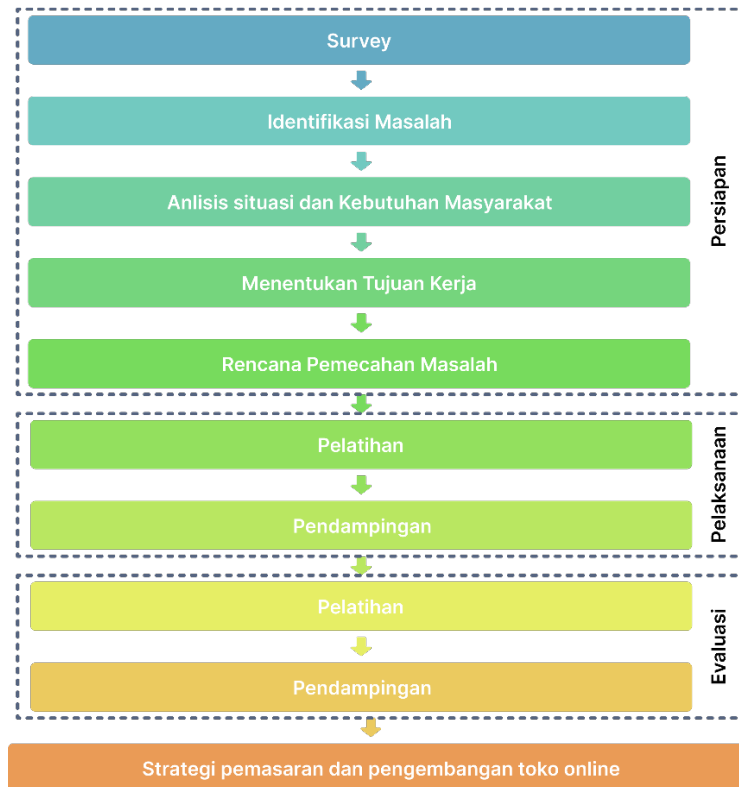 Survey
Identifikasi Masalah
Anlisis situasi dan Kebutuhan Masyarakat
Menentukan Tujuan Kerja
Rencana Pemecahan Masalah
Persiapan
Pelatihan
Pendampingan
Pelaksanaan
Pelatihan
Pendampingan
Evaluasi
Strategi pemasaran dan pengembangan toko online